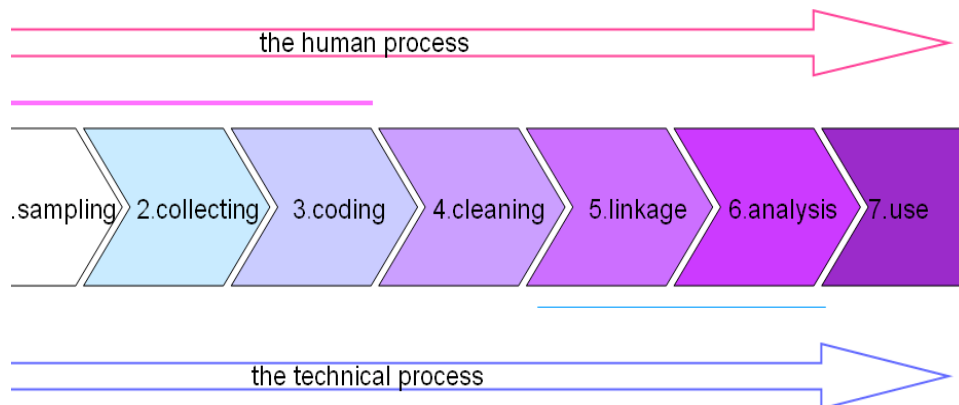 the human process
.sampling
2.collecting
3.coding
4.cleaning
5.linkage
6.analysis
7.use
the technical process